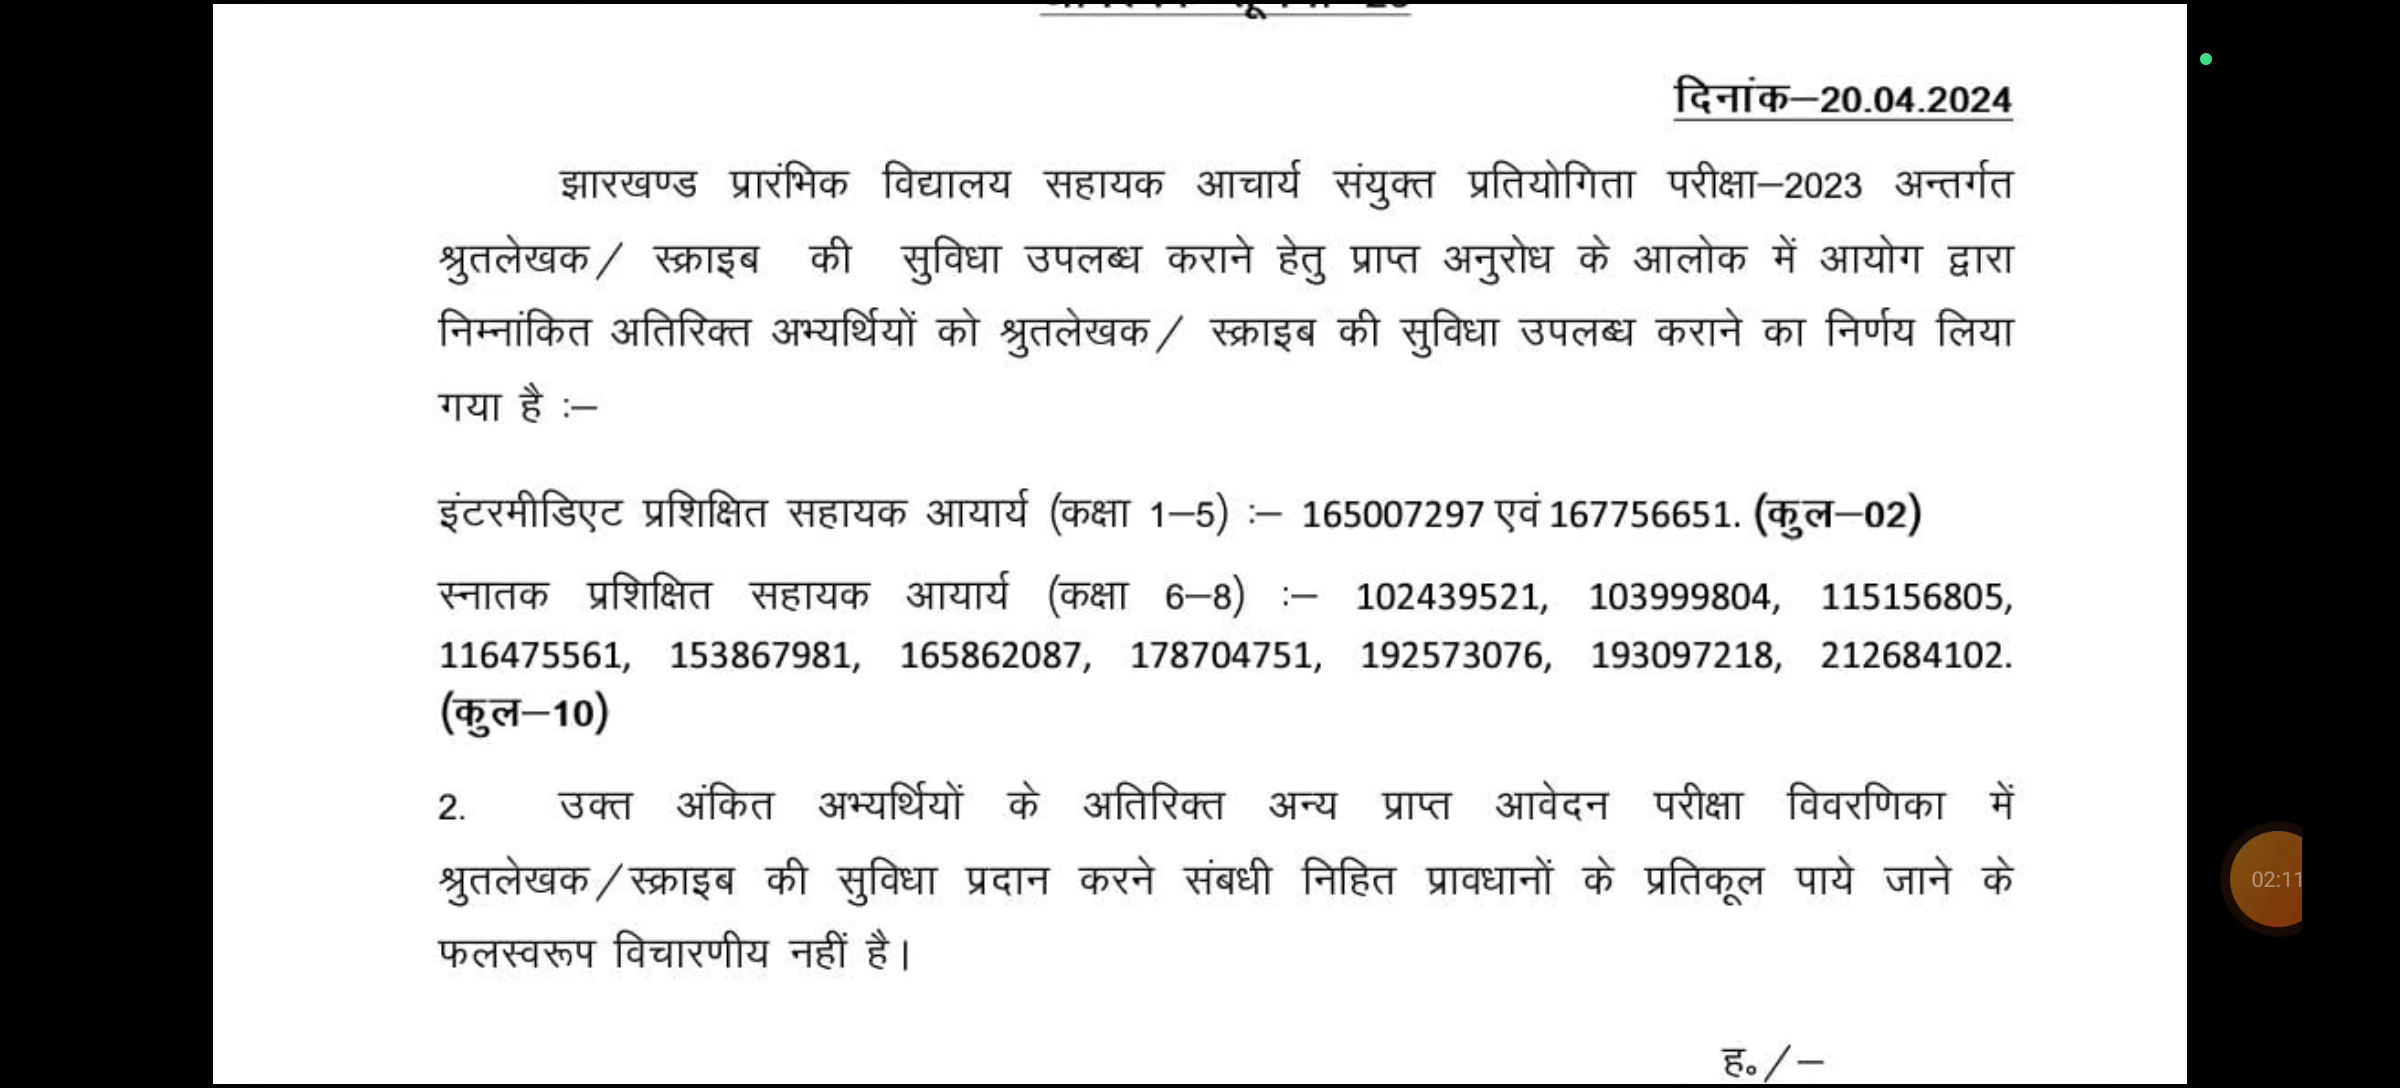 दिनांक–20.04.2024
झारखण्ड प्रारंभिक विद्यालय सहायक आचार्य संयुक्त प्रतियोगिता परीक्षा–2023 अन्तर्गत
श्रुतलेखक/ स्क्राइब की सुविधा उपलब्ध कराने हेतु प्राप्त अनुरोध के आलोक में आयोग द्वारा
निम्नांकित अतिरिक्त अभ्यर्थियों को श्रुतलेखक/ स्क्राइब की सुविधा उपलब्ध कराने का निर्णय लिया
गया है :–
इंटरमीडिएट प्रशिक्षित सहायक आयार्य (कक्षा 1–5) :– 165007297 एवं 167756651. (कुल–02)
स्नातक प्रशिक्षित सहायक आयार्य (कक्षा 6–8) :– 102439521, 103999804, 115156805,
116475561, 153867981, 165862087, 178704751, 192573076, 193097218, 212684102.
(कुल–10)
2. उक्त अंकित अभ्यर्थियों के अतिरिक्त अन्य प्राप्त आवेदन परीक्षा विवरणिका में
श्रुतलेखक/स्क्राइब की सुविधा प्रदान करने संबधी निहित प्रावधानों के प्रतिकूल पाये जाने के
फलस्वरूप विचारणीय नहीं है।
ह०/–
02:11